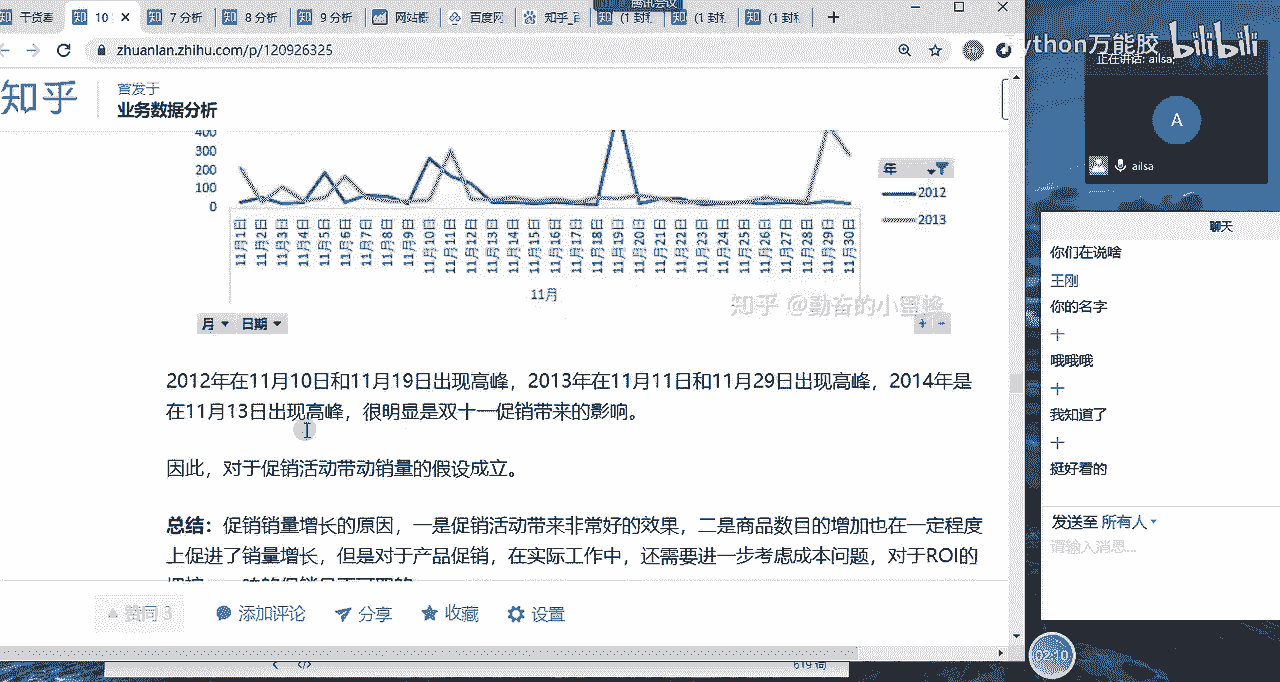 干货差
10
7 分析
8 分析
9 分析
网站概
百度网
知乎_百
(1 封私
(1 封私
(1 封私
腾讯会议
zhuanlan.zhihu.com/p/120926325
ython万能胶 bilibili
正在讲话: ailsa;
A
ailsa
知乎
首发于
业务数据分析
400
300
200
100
0
年
2012
2013
11月1日
11月2日
11月3日
11月4日
11月5日
11月6日
11月7日
11月8日
11月9日
11月10日
11月11日
11月12日
11月13日
11月14日
11月15日
11月16日
11月17日
11月18日
11月19日
11月20日
11月21日
11月22日
11月23日
11月24日
11月25日
11月26日
11月27日
11月28日
11月29日
11月30日
11月
知乎 @勤奋的小蜜蜂
月
日期
2012年在11月10日和11月19日出现高峰，2013年在11月11日和11月29日出现高峰，2014年是
在11月13日出现高峰，很明显是双十一促销带来的影响。
因此，对于促销活动带动销量的假设成立。
总结：促销销量增长的原因，一是促销活动带来非常好的效果，二是商品数目的增加也在一定程度
上促进了销量增长，但是对于产品促销，在实际工作中，还需要进一步考虑成本问题，对于ROI的
赞同 3
添加评论
分享
收藏
设置
619 词
聊天
你们在说啥
王刚
你的名字
十
哦哦哦
十
我知道了
十
挺好看的
发送至 所有人
请输入消息...
02:10